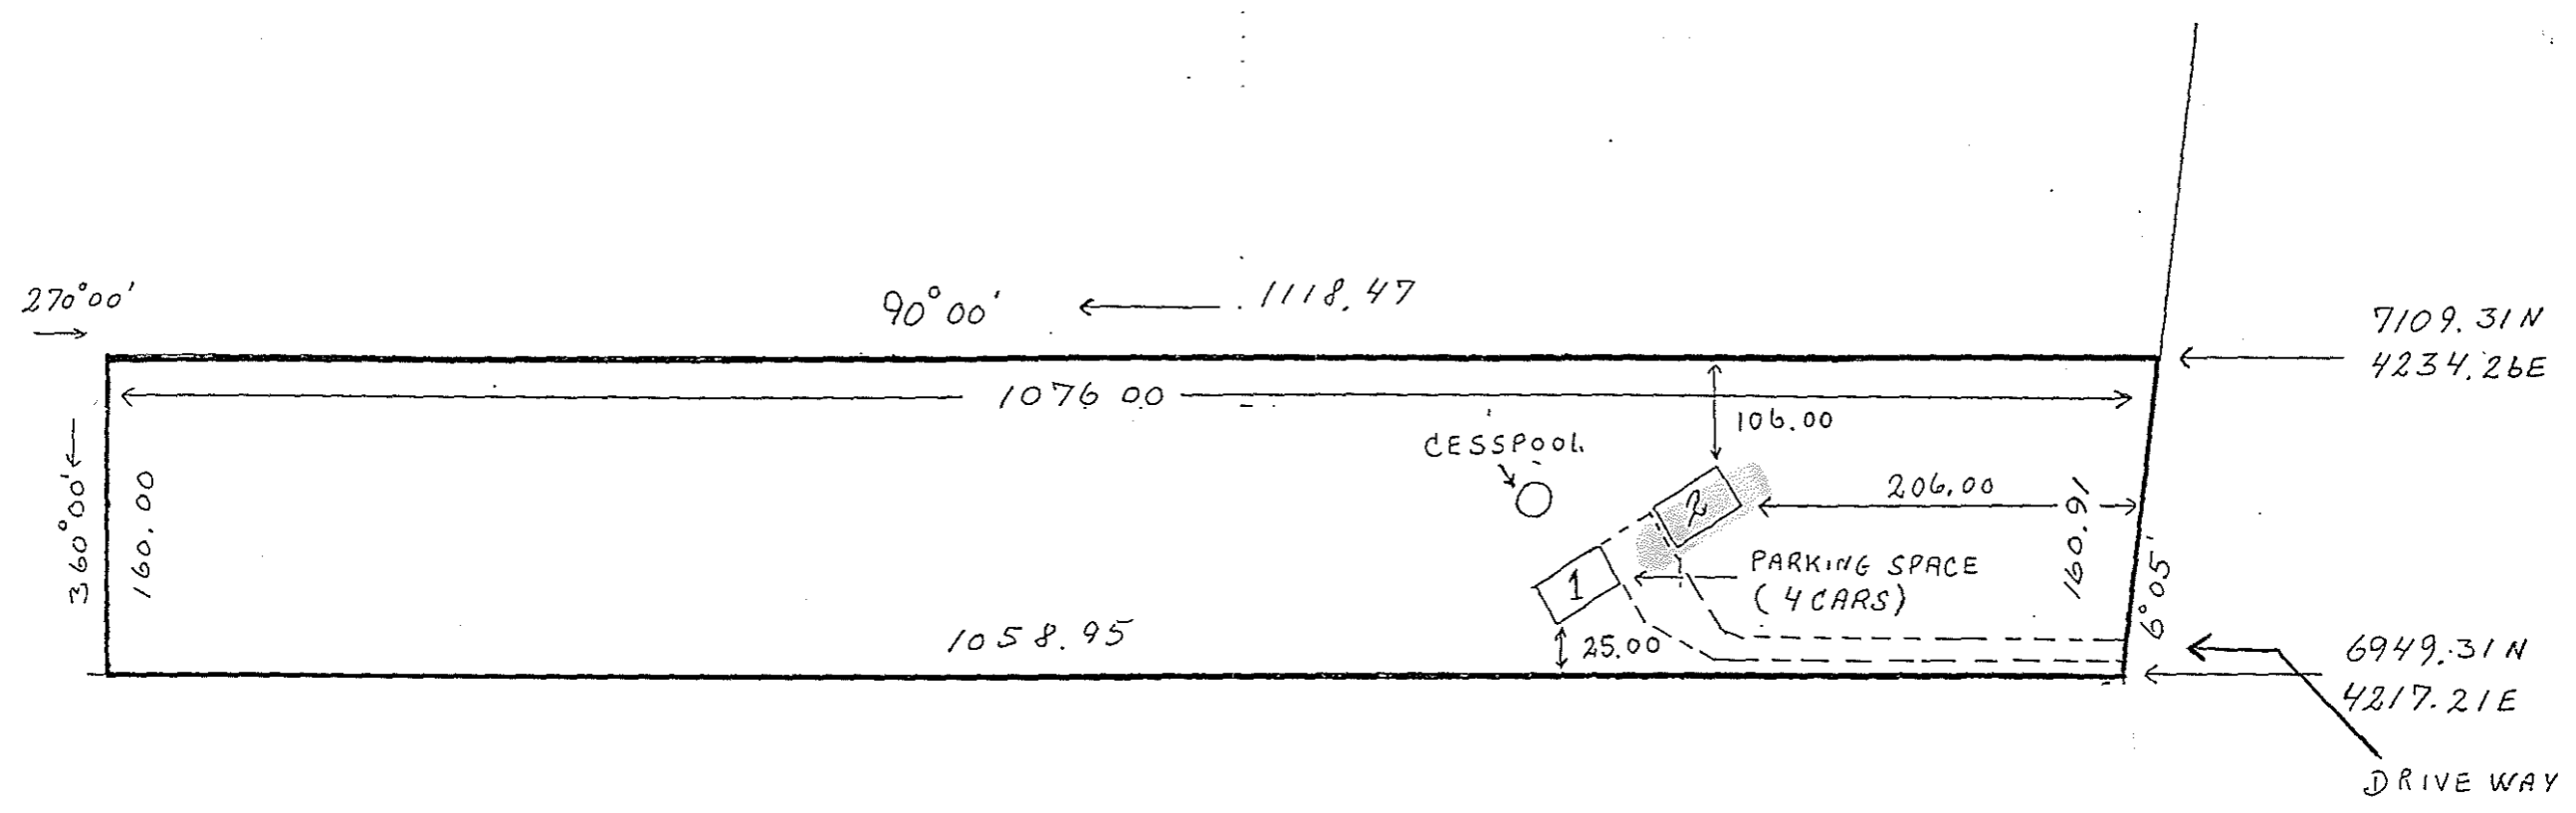 270°00'
90°00' 1118.47
7109.31N
4234.26E
1076.00
106.00
CESSPOOL
360°00'
160.00
2
206.00
160.91
6°05'
1
PARKING SPACE
(4 CARS)
1058.95
25.00
6949.31N
4217.21E
DRIVE WAY